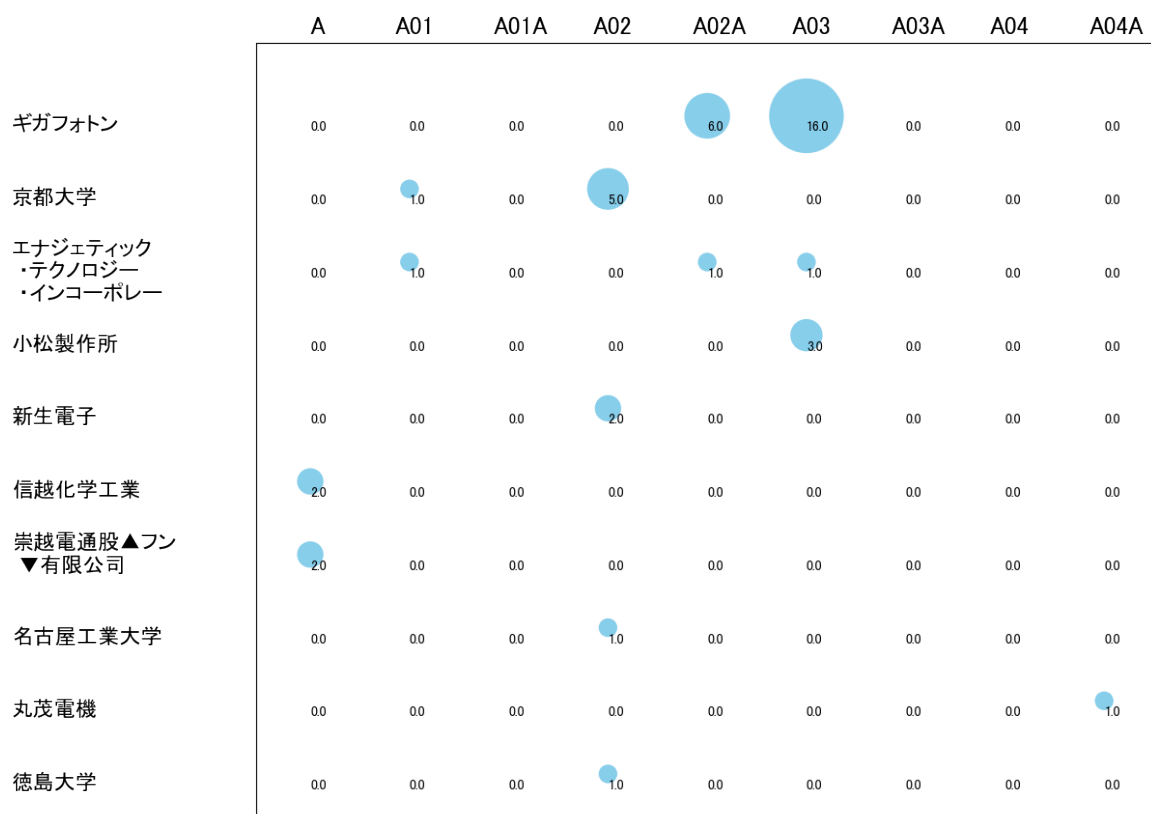 A A01 A01A A02 A02A A03 A03A A04 A04A
ギガフォトン 0.0 0.0 0.0 0.0 6.0 16.0 0.0 0.0 0.0
京都大学 0.0 1.0 0.0 5.0 0.0 0.0 0.0 0.0 0.0
エナジェティック
・テクノロジー 0.0 1.0 0.0 0.0 1.0 1.0 0.0 0.0 0.0
・インコーポレー
小松製作所 0.0 0.0 0.0 0.0 0.0 3.0 0.0 0.0 0.0
新生電子 0.0 0.0 0.0 2.0 0.0 0.0 0.0 0.0 0.0
信越化学工業 2.0 0.0 0.0 0.0 0.0 0.0 0.0 0.0 0.0
崇越電通股▲フン
▼有限公司 2.0 0.0 0.0 0.0 0.0 0.0 0.0 0.0 0.0
名古屋工業大学 0.0 0.0 0.0 1.0 0.0 0.0 0.0 0.0 0.0
丸茂電機 0.0 0.0 0.0 0.0 0.0 0.0 0.0 0.0 1.0
徳島大学 0.0 0.0 0.0 1.0 0.0 0.0 0.0 0.0 0.0